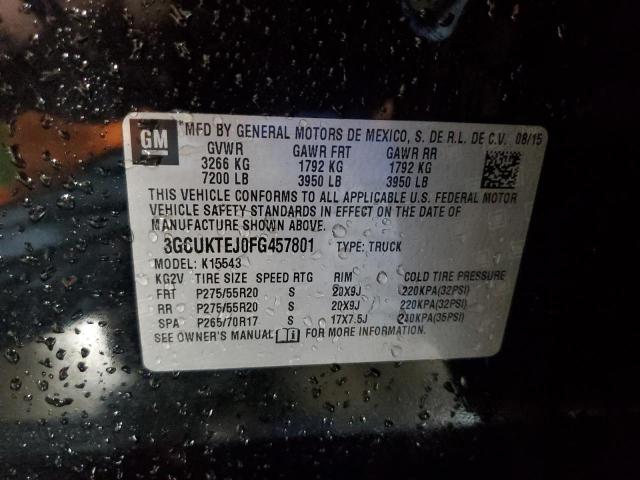 GM *MFD BY GENERAL MOTORS DE MEXICO, S. DE R.L. DE C.V. 08/15
GVWR GAWR FRT GAWR RR
3266 KG 1792 KG 1792 KG
7200 LB 3950 LB 3950 LB
THIS VEHICLE CONFORMS TO ALL APPLICABLE U.S. FEDERAL MOTOR
VEHICLE SAFETY STANDARDS IN EFFECT ON THE DATE OF
MANUFACTURE SHOWN ABOVE.
3GCUKTEJ0FG457801 TYPE: TRUCK
MODEL: K15543
KG2V TIRE SIZE SPEED RTG RIM COLD TIRE PRESSURE
FRT P275/55R20 S 20X9J 220KPA(32PSI)
RR P275/55R20 S 20X9J 220KPA(32PSI)
SPA P265/70R17 S 17X7.5J 240KPA(35PSI)
SEE OWNER'S MANUAL FOR MORE INFORMATION.